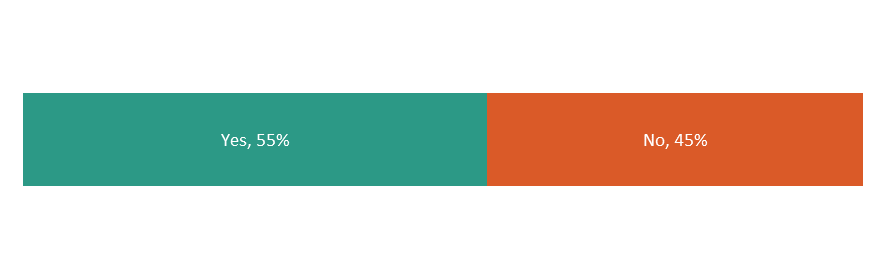 Yes, 55%
No, 45%